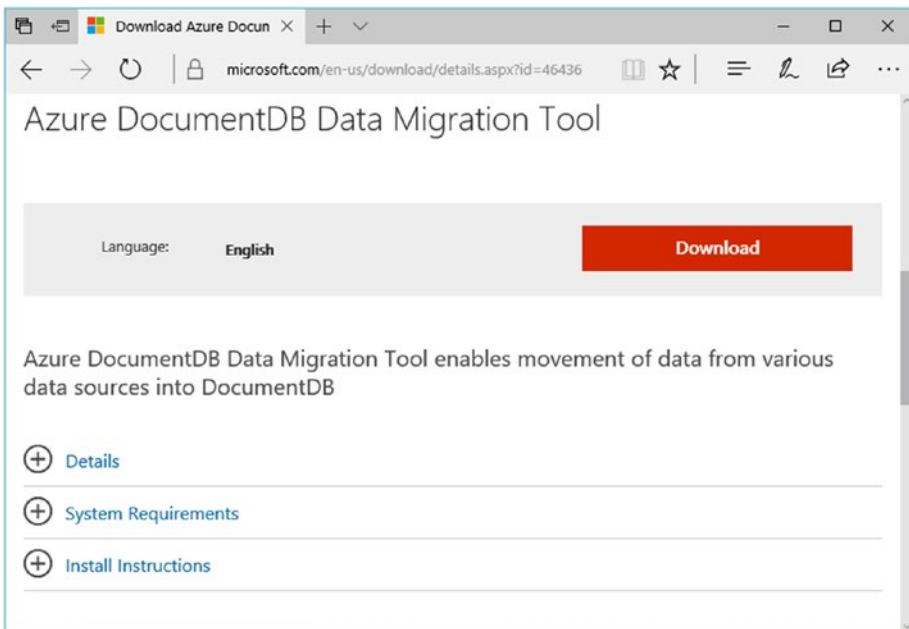 Download Azure Docun
microsoft.com/en-us/download/details.aspx?id=46436
Azure DocumentDB Data Migration Tool
Language: English Download
Azure DocumentDB Data Migration Tool enables movement of data from various
data sources into DocumentDB
Details
System Requirements
Install Instructions